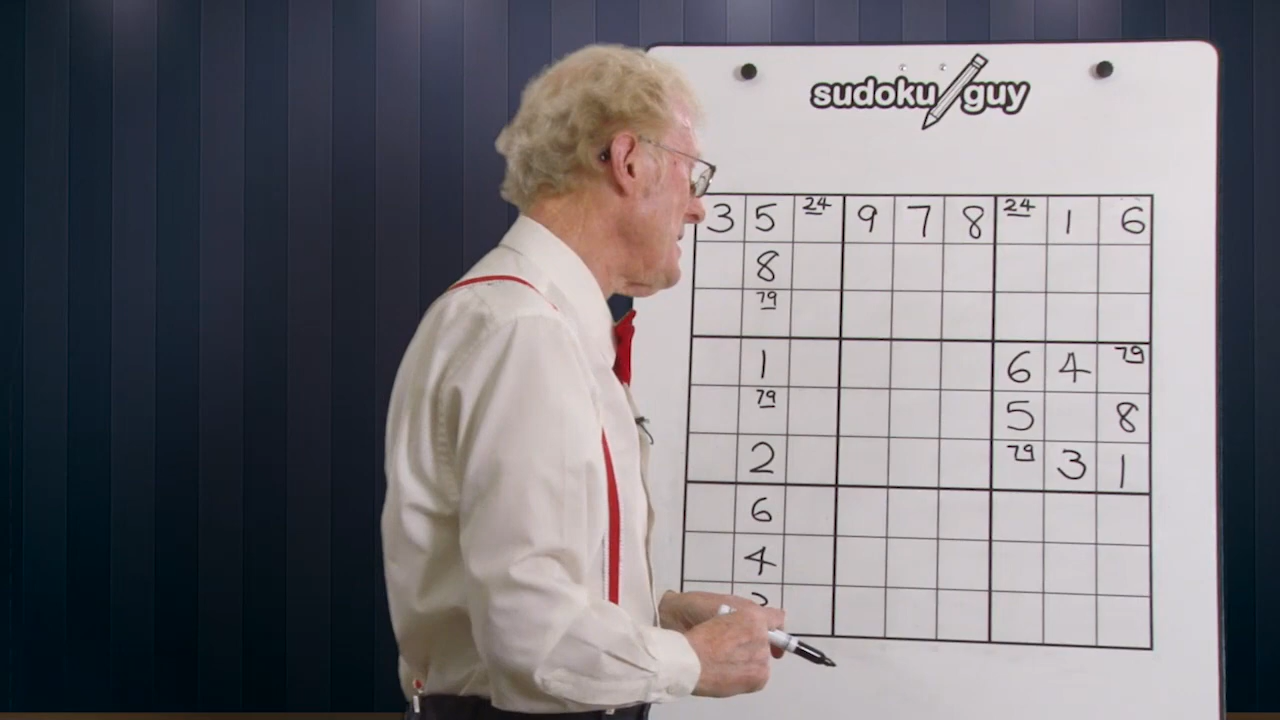 sudoku guy
3 5 24 9 7 8 24 1 6
8
79
1 6 4 79
79 5 8
2 79 3 1
6
4